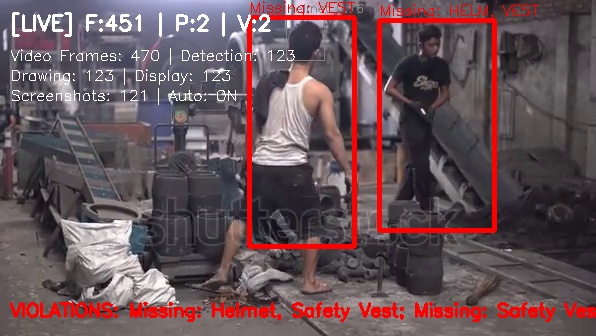 [LIVE] F:451 | P:2 | V:2
Missing: VEST
Missing: HELM, VEST
Video Frames: 470 | Detection: 123
Drawing: 123 | Display: 123
Screenshots: 121 | Auto: ON
shutterstock
VIOLATIONS: Missing: Helmet, Safety Vest; Missing: Safety Ves